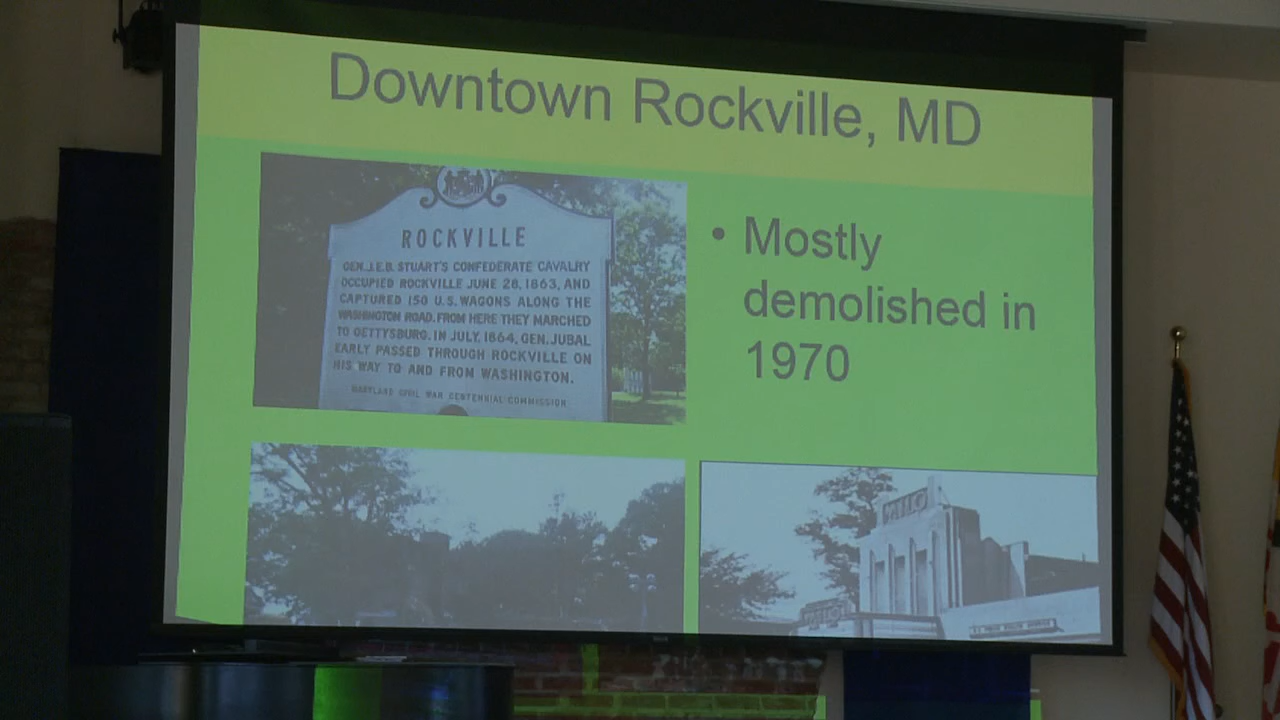 Downtown Rockville, MD
ROCKVILLE
GEN. J.E.B. STUART'S CONFEDERATE CAVALRY
OCCUPIED ROCKVILLE JUNE 28, 1863, AND
CAPTURED 150 U.S. WAGONS ALONG THE
WASHINGTON ROAD. FROM HERE THEY MARCHED
TO GETTYSBURG. IN JULY, 1864, GEN. JUBAL
EARLY PASSED THROUGH ROCKVILLE ON
HIS WAY TO AND FROM WASHINGTON.
MARYLAND CIVIL WAR CENTENNIAL COMMISSION
• Mostly
demolished in
1970